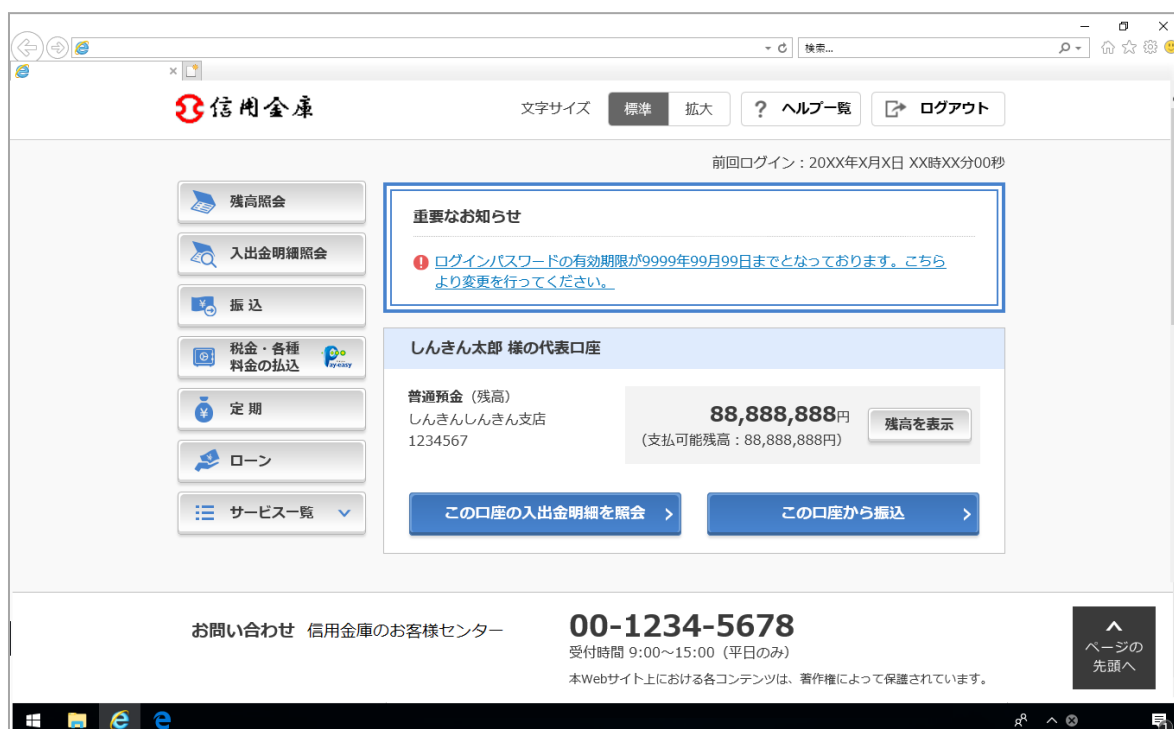 検索...
信用金庫
文字サイズ 標準 拡大 ? ヘルプ一覧 ログアウト
前回ログイン：20XX年X月X日 XX時XX分00秒
残高照会
入出金明細照会
振込
税金・各種
料金の払込
Pay-easy
定期
ローン
サービス一覧
重要なお知らせ
ログインパスワードの有効期限が9999年99月99日までとなっております。こちら
より変更を行ってください。
しんきん太郎 様の代表口座
普通預金（残高）
しんきんしんきん支店
1234567
88,888,888円
（支払可能残高：88,888,888円）
残高を表示
この口座の入出金明細を照会
この口座から振込
お問い合わせ 信用金庫のお客様センター
00-1234-5678
受付時間 9:00～15:00（平日のみ）
本Webサイト上における各コンテンツは、著作権によって保護されています。
ページの
先頭へ